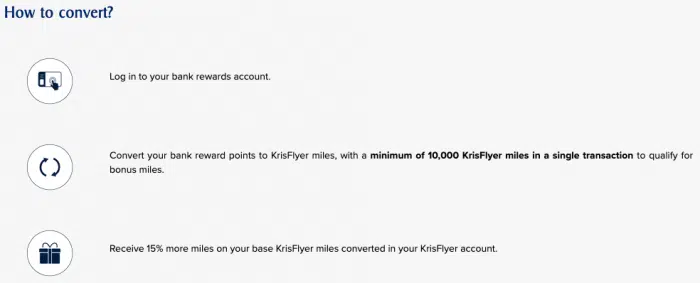 How to convert?
Log in to your bank rewards account.
Convert your bank reward points to KrisFlyer miles, with a minimum of 10,000 KrisFlyer miles in a single transaction to qualify for
bonus miles.
Receive 15% more miles on your base KrisFlyer miles converted in your KrisFlyer account.